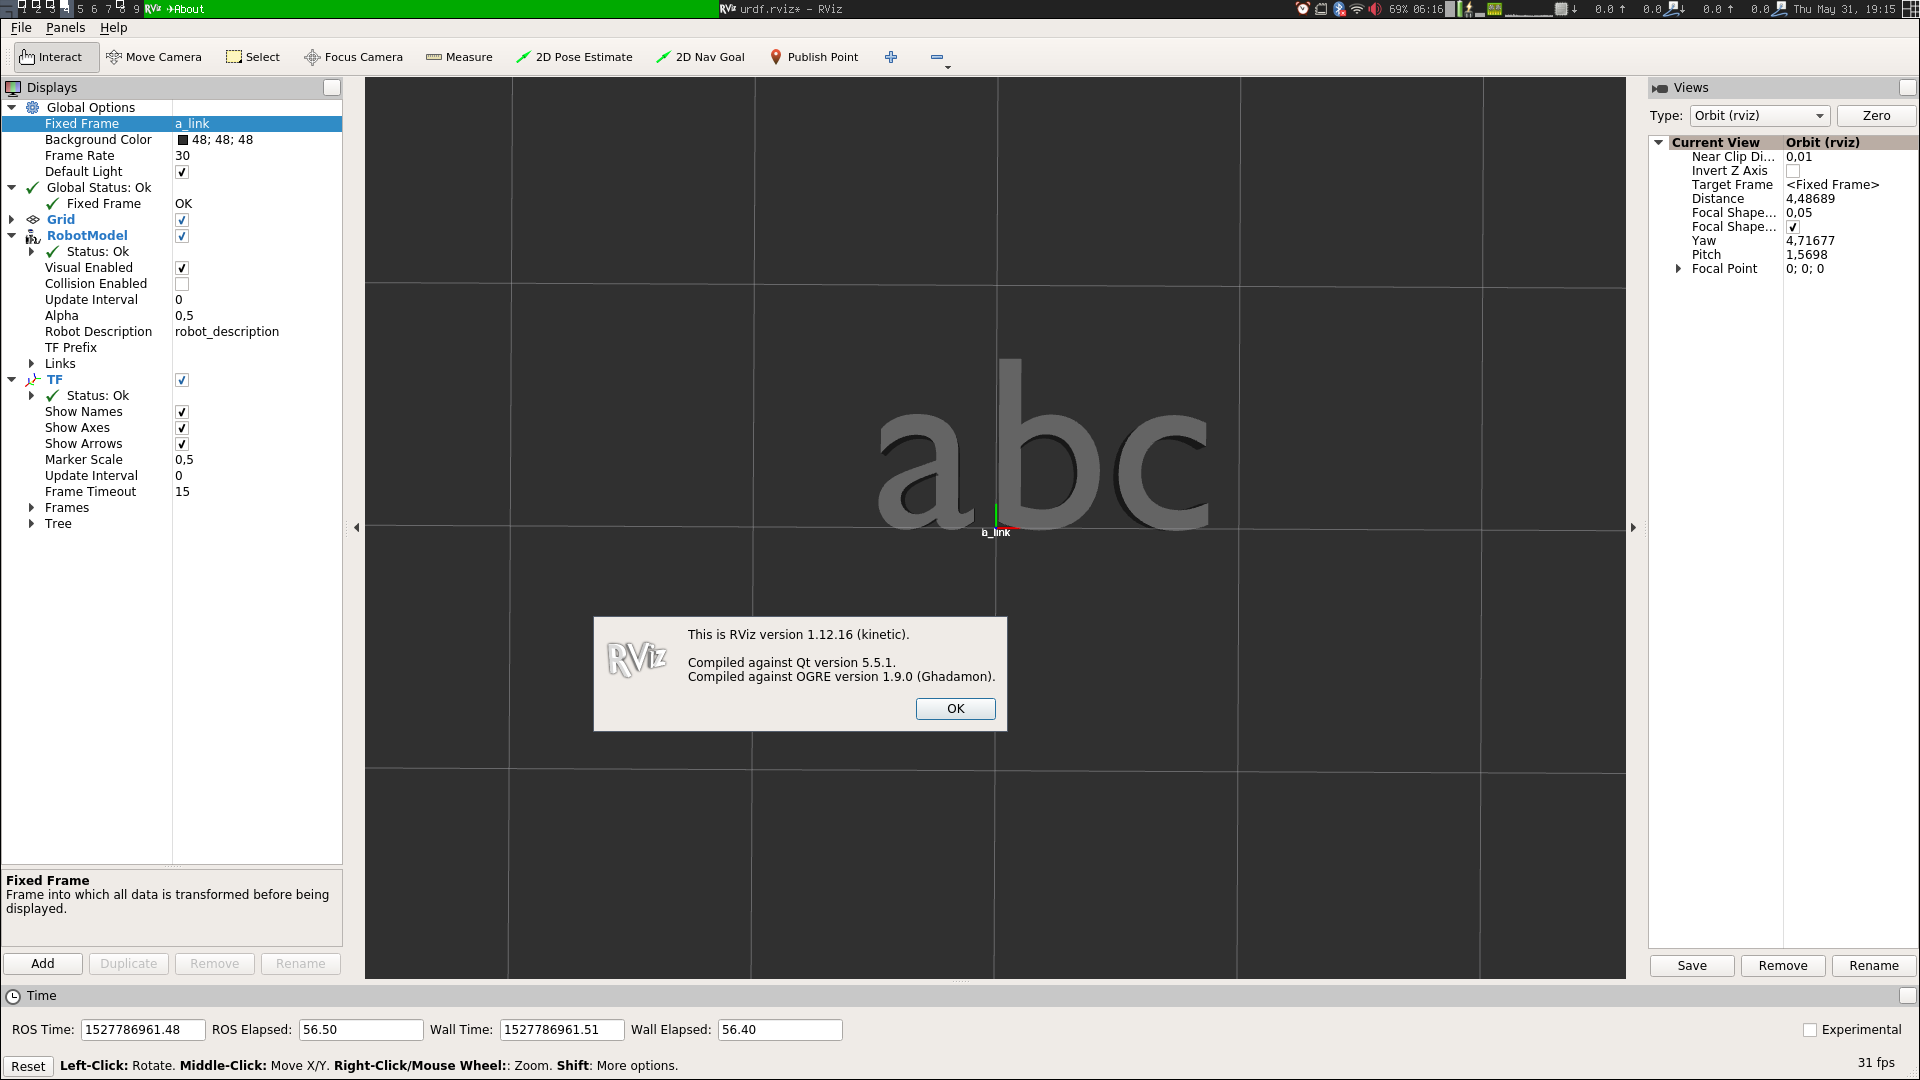 1 2 3 4 5 6 7 8 9 RViz About RViz urdf.rviz* - RViz 69% 06:16 0.0 ↑ 0.0 ↓ 0.0 ↑ 0.0 Thu May 31, 19:15
File Panels Help
Interact Move Camera Select Focus Camera Measure 2D Pose Estimate 2D Nav Goal Publish Point
Displays
Global Options
Fixed Frame a_link
Background Color 48; 48; 48
Frame Rate 30
Default Light
Global Status: Ok
Fixed Frame OK
Grid
RobotModel
Status: Ok
Visual Enabled
Collision Enabled
Update Interval 0
Alpha 0,5
Robot Description robot_description
TF Prefix
Links
TF
Status: Ok
Show Names
Show Axes
Show Arrows
Marker Scale 0,5
Update Interval 0
Frame Timeout 15
Frames
Tree
Fixed Frame
Frame into which all data is transformed before being
displayed.
Add Duplicate Remove Rename
abc
b_link
RViz
This is RViz version 1.12.16 (kinetic).
Compiled against Qt version 5.5.1.
Compiled against OGRE version 1.9.0 (Ghadamon).
OK
Views
Type: Orbit (rviz) Zero
Current View Orbit (rviz)
Near Clip Di... 0,01
Invert Z Axis
Target Frame <Fixed Frame>
Distance 4,48689
Focal Shape... 0,05
Focal Shape...
Yaw 4,71677
Pitch 1,5698
Focal Point 0; 0; 0
Save Remove Rename
Time
ROS Time: 1527786961.48 ROS Elapsed: 56.50 Wall Time: 1527786961.51 Wall Elapsed: 56.40 Experimental
Reset Left-Click: Rotate. Middle-Click: Move X/Y. Right-Click/Mouse Wheel:: Zoom. Shift: More options. 31 fps